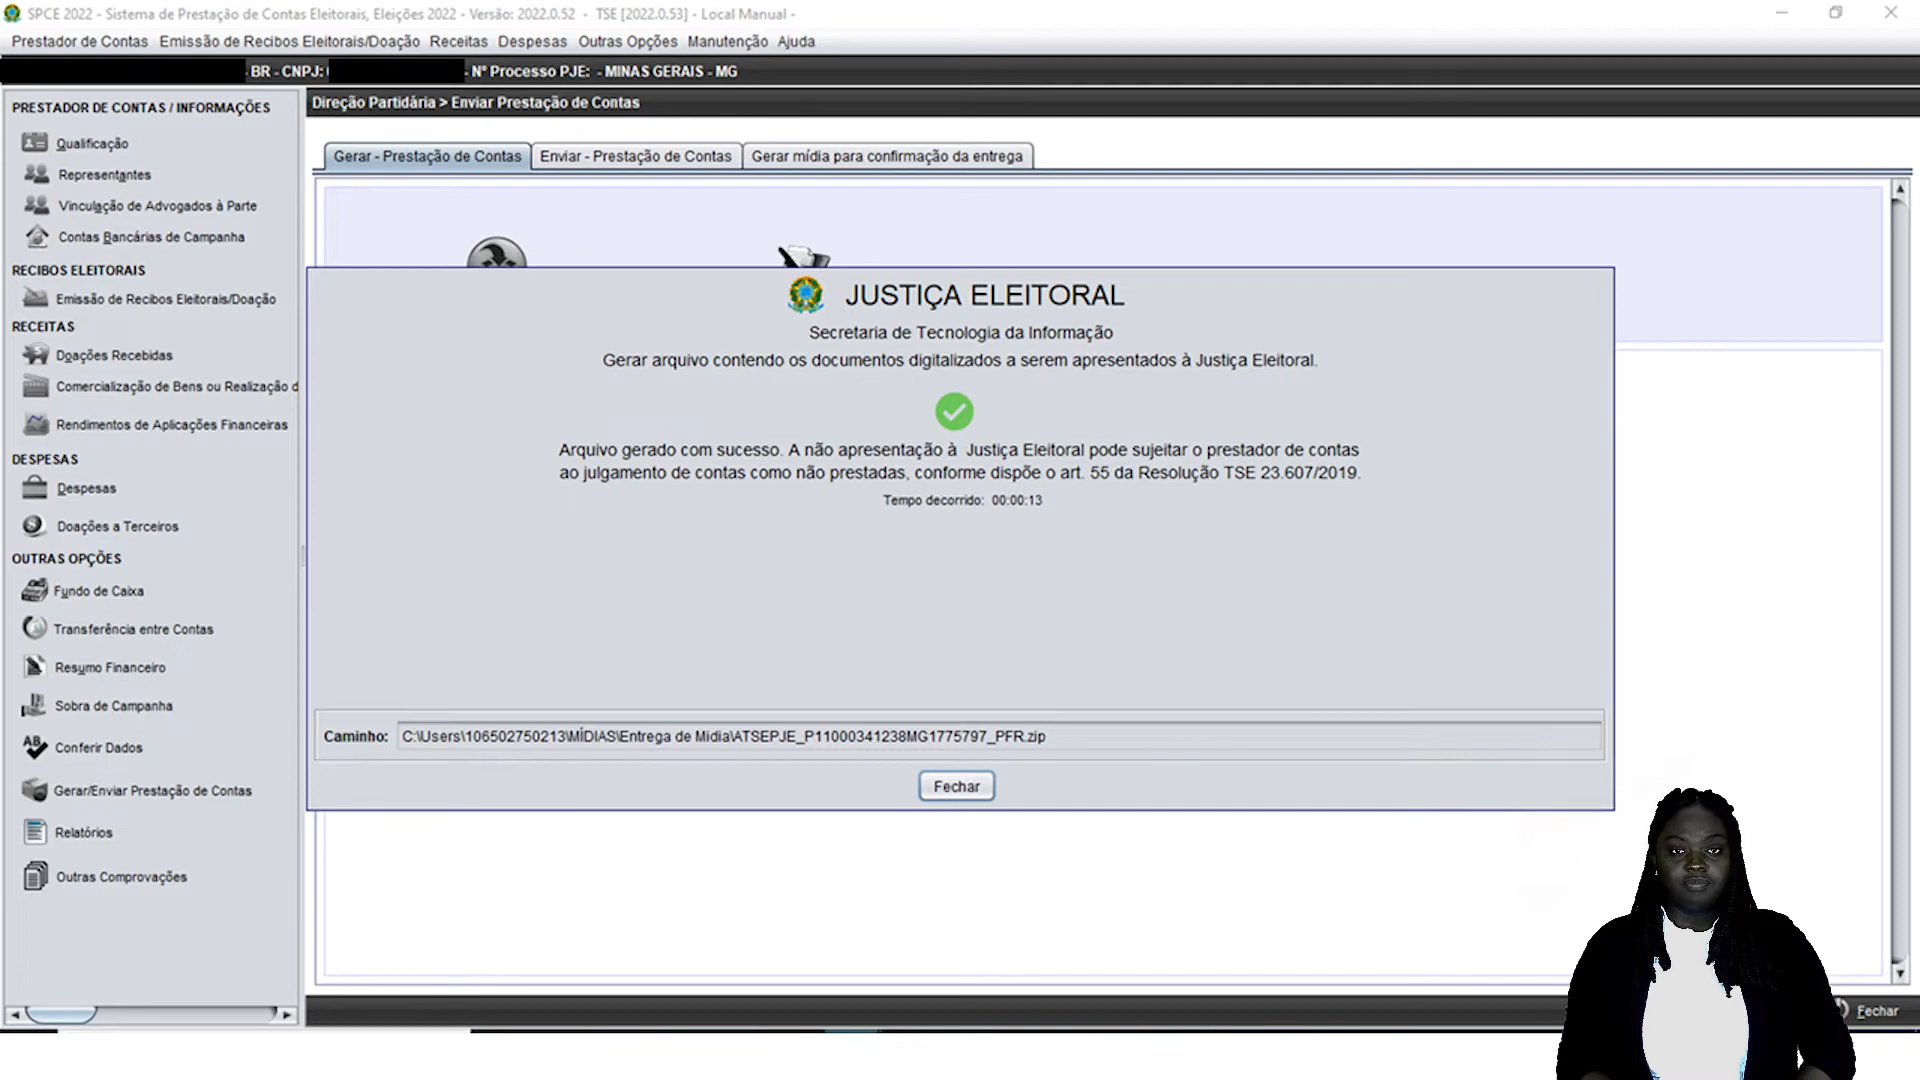 SPCE 2022 - Sistema de Prestação de Contas Eleitorais, Eleições 2022 - Versão: 2022.0.52 - TSE [2022.0.53] - Local Manual -
Prestador de Contas Emissão de Recibos Eleitorais/Doação Receitas Despesas Outras Opções Manutenção Ajuda
BR - CNPJ: - Nº Processo PJE: - MINAS GERAIS - MG
PRESTADOR DE CONTAS / INFORMAÇÕES
Qualificação
Representantes
Vinculação de Advogados à Parte
Contas Bancárias de Campanha
RECIBOS ELEITORAIS
Emissão de Recibos Eleitorais/Doação
RECEITAS
Doações Recebidas
Comercialização de Bens ou Realização d
Rendimentos de Aplicações Financeiras
DESPESAS
Despesas
Doações a Terceiros
OUTRAS OPÇÕES
Fundo de Caixa
Transferência entre Contas
Resumo Financeiro
Sobra de Campanha
Conferir Dados
Gerar/Enviar Prestação de Contas
Relatórios
Outras Comprovações
Direção Partidária > Enviar Prestação de Contas
Gerar - Prestação de Contas Enviar - Prestação de Contas Gerar mídia para confirmação da entrega
JUSTIÇA ELEITORAL
Secretaria de Tecnologia da Informação
Gerar arquivo contendo os documentos digitalizados a serem apresentados à Justiça Eleitoral.
Arquivo gerado com sucesso. A não apresentação à Justiça Eleitoral pode sujeitar o prestador de contas
ao julgamento de contas como não prestadas, conforme dispõe o art. 55 da Resolução TSE 23.607/2019.
Tempo decorrido: 00:00:13
Caminho: C:\Users\106502750213\MÍDIAS\Entrega de Midia\ATSEPJE_P11000341238MG1775797_PFR.zip
Fechar
Fechar